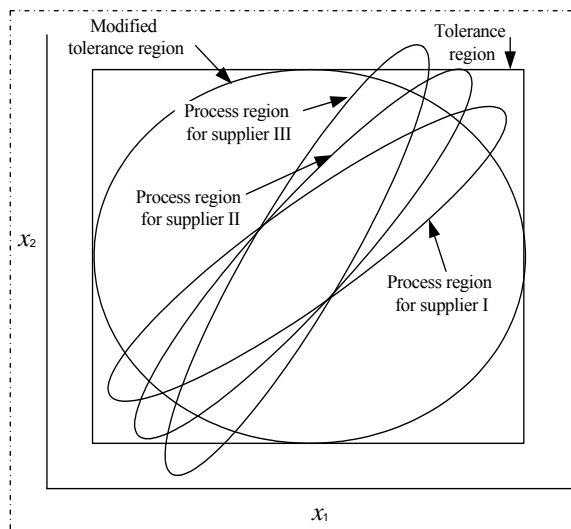 Modified
tolerance region
Tolerance
region
Process region
for supplier III
Process region
for supplier II
Process region
for supplier I
x₂
x₁